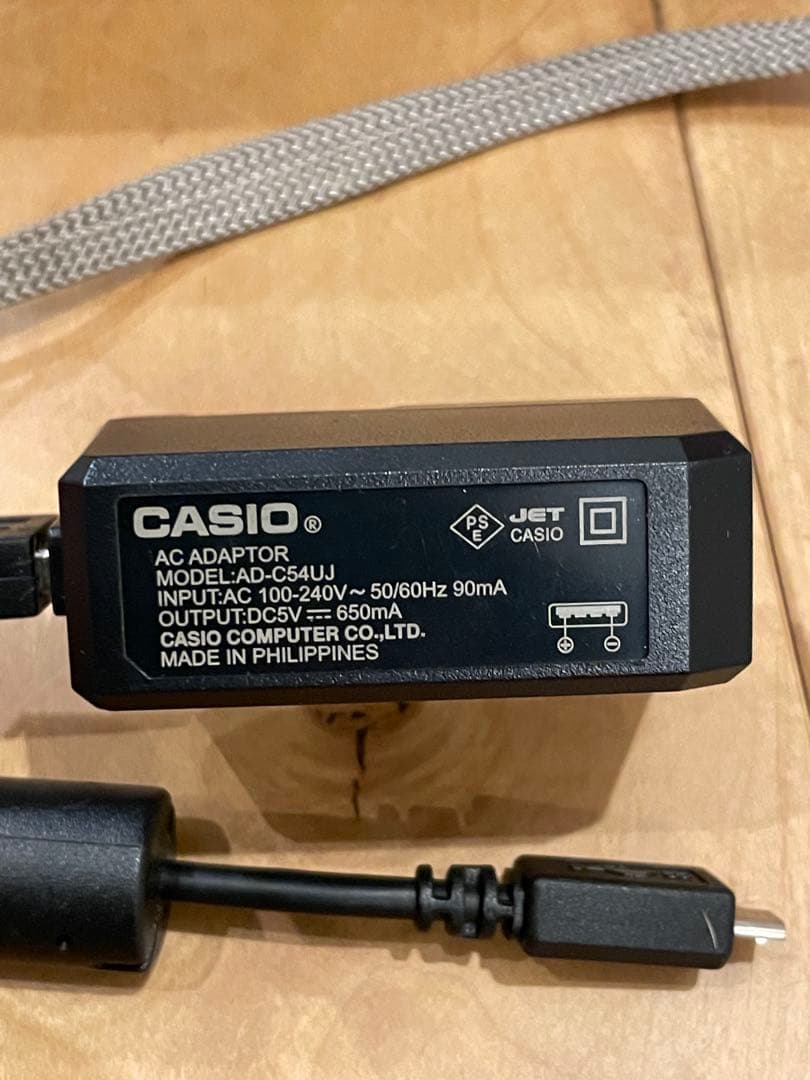 CASIO®
AC ADAPTOR
MODEL:AD-C54UJ
INPUT:AC 100-240V～50/60Hz 90mA
OUTPUT:DC5V⎓650mA
CASIO COMPUTER CO.,LTD.
MADE IN PHILIPPINES
PS
E
JET
CASIO